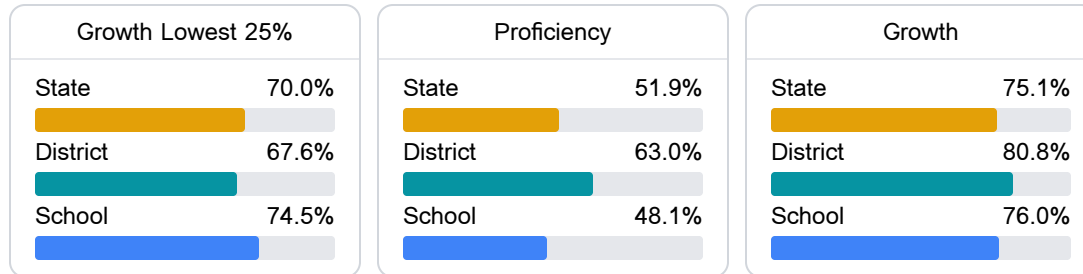 Growth Lowest 25%
State 70.0%
District 67.6%
School 74.5%
Proficiency
State 51.9%
District 63.0%
School 48.1%
Growth
State 75.1%
District 80.8%
School 76.0%